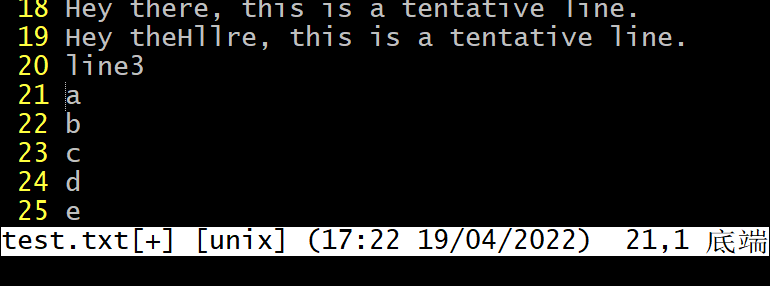 18 Hey there, this is a tentative line.
19 Hey theHllre, this is a tentative line.
20 line3
21 a
22 b
23 c
24 d
25 e
test.txt[+] [unix] (17:22 19/04/2022) 21,1 底端